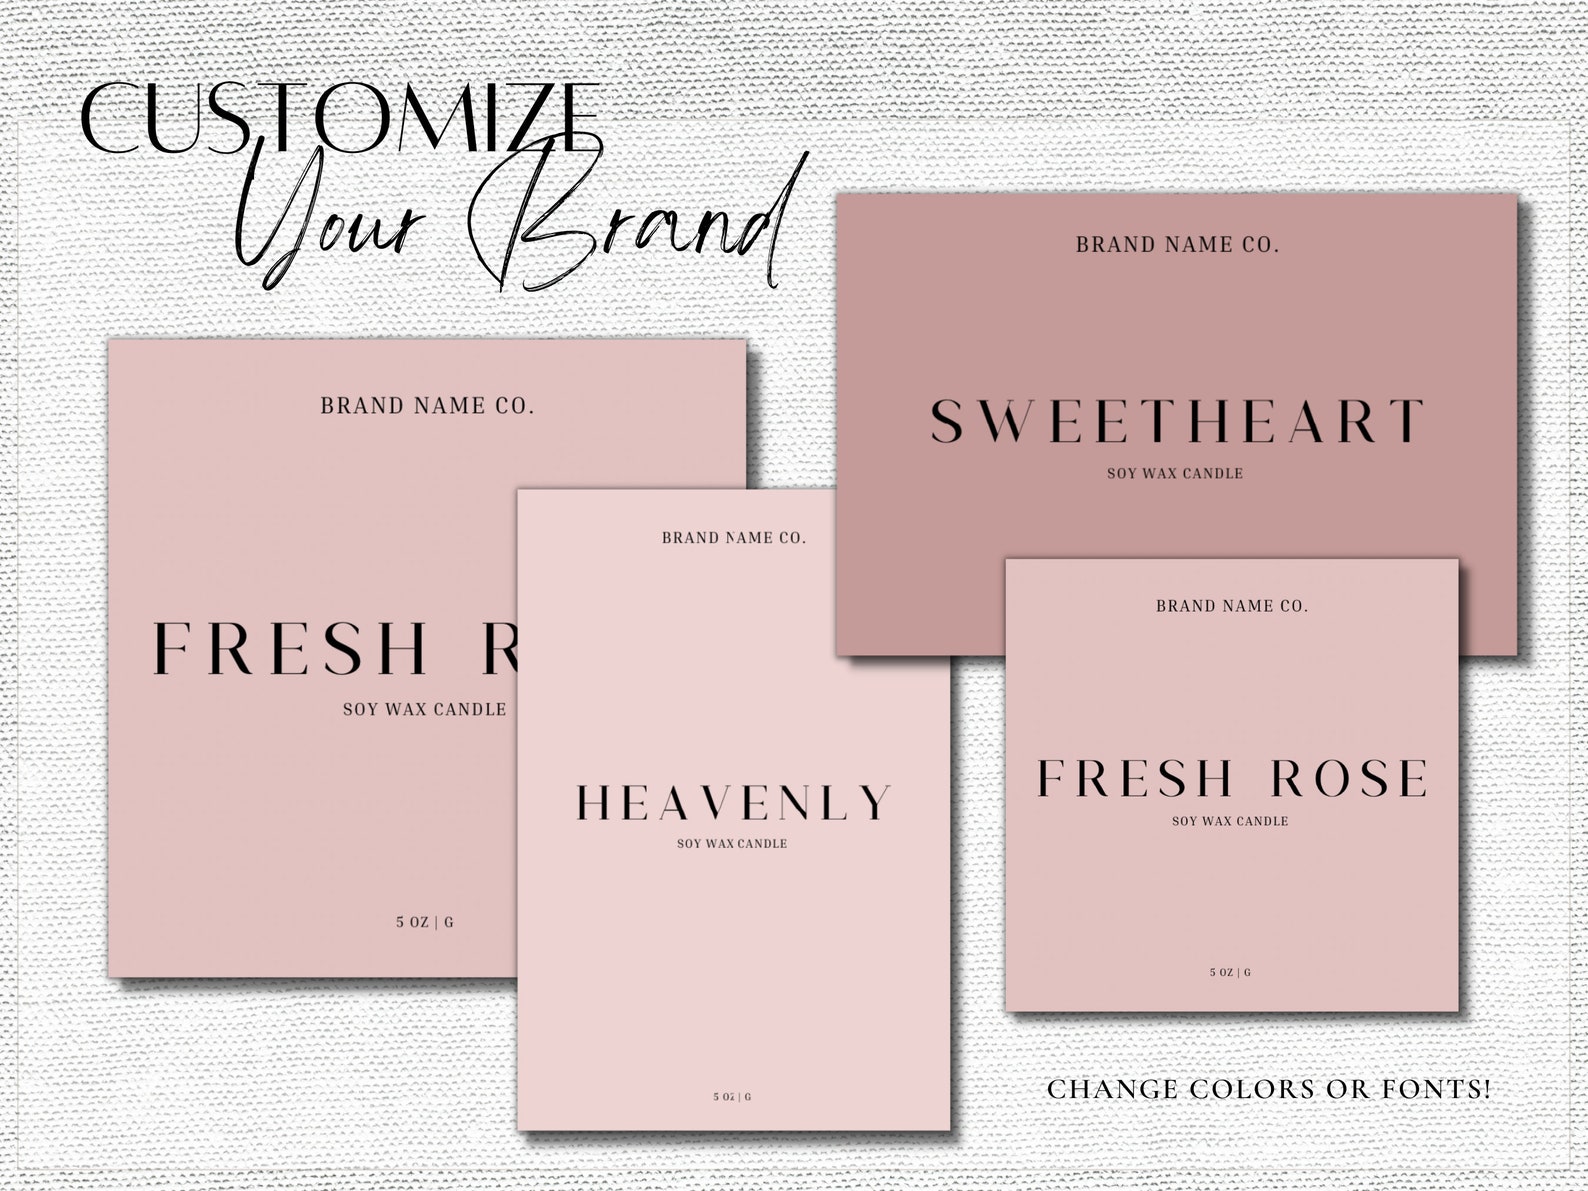 CUSTOMIZE
Your Brand
BRAND NAME CO.
FRESH R
SOY WAX CANDLE
5 OZ | G
BRAND NAME CO.
HEAVENLY
SOY WAX CANDLE
5 OZ | G
BRAND NAME CO.
SWEETHEART
SOY WAX CANDLE
BRAND NAME CO.
FRESH ROSE
SOY WAX CANDLE
5 OZ | G
CHANGE COLORS OR FONTS!